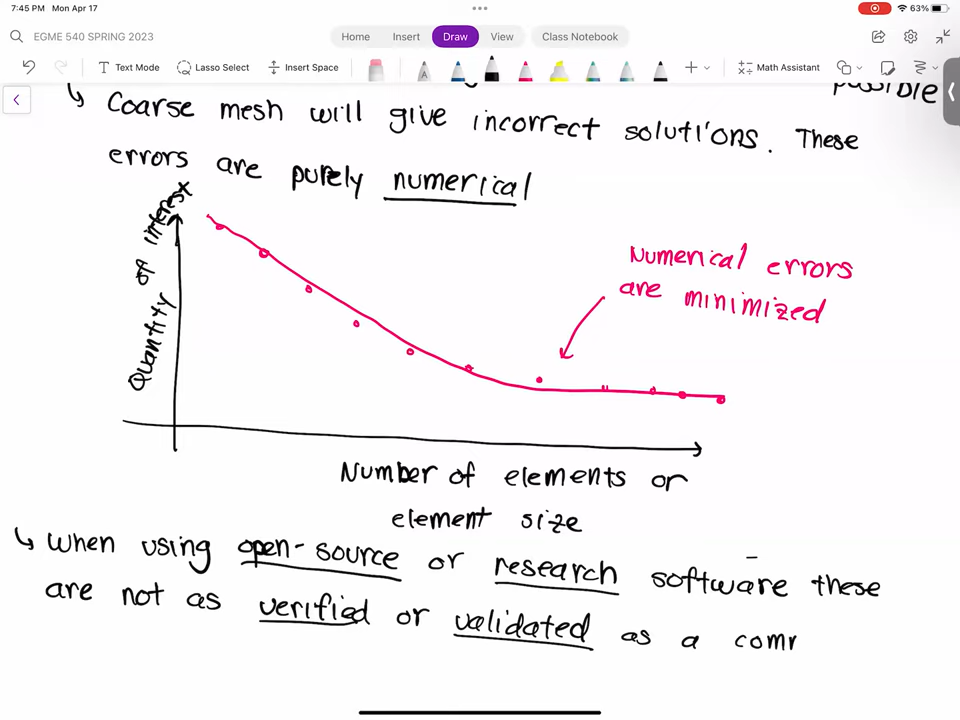 7:45 PM Mon Apr 17
63%
EGME 540 SPRING 2023
Home Insert Draw View Class Notebook
Text Mode Lasso Select Insert Space Math Assistant
possible
Coarse mesh will give incorrect solutions. These
errors are purely numerical
Quantity of interest
Numerical errors
are minimized
Number of elements or
element size
When using open-source or research software these
are not as verified or validated as a comr